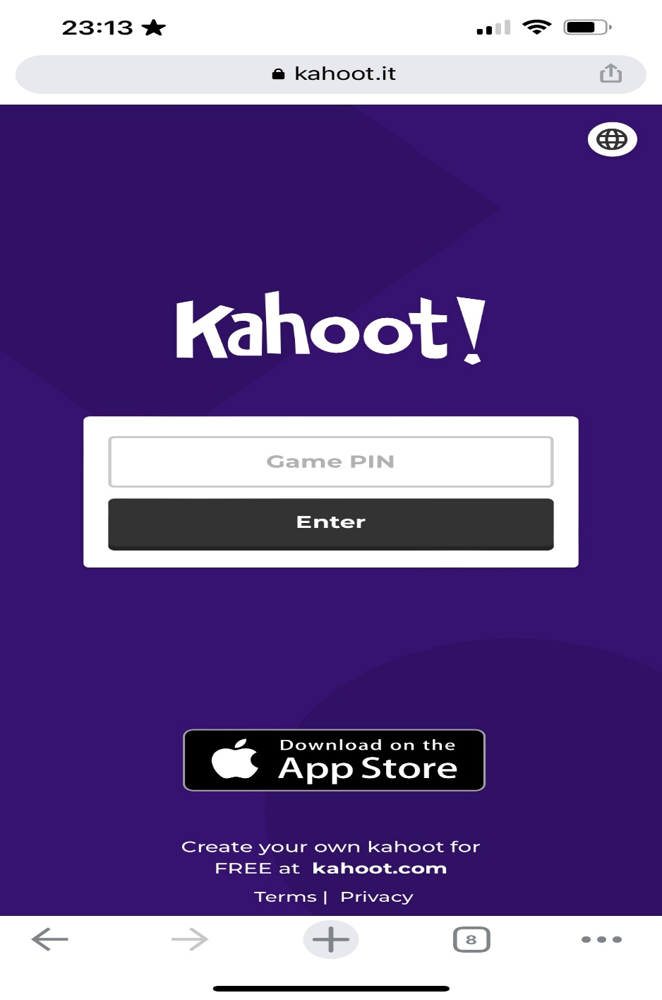 23:13
kahoot.it
Kahoot!
Game PIN
Enter
Download on the
App Store
Create your own kahoot for
FREE at kahoot.com
Terms | Privacy
8